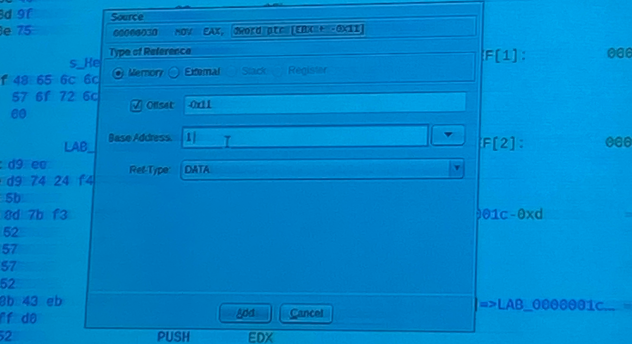 Source
00000030 MOV EAX, dword ptr [EBX + -0x11]
Type of Reference
Memory External Stack Register
Offset: -0x11
Base Address: 1
Ref-Type: DATA
Add Cancel
8d 9f
8e 75
s_He
f 48 65 6c 6c
57 6f 72 6c
00
LAB_
d9 ee
d9 74 24 f4
5b
8d 7b f3
52
57
57
52
8b 43 eb
ff d0
52
PUSH EDX
F[1]: 000
F[2]: 000
001c-0xd
=>LAB_0000001c...